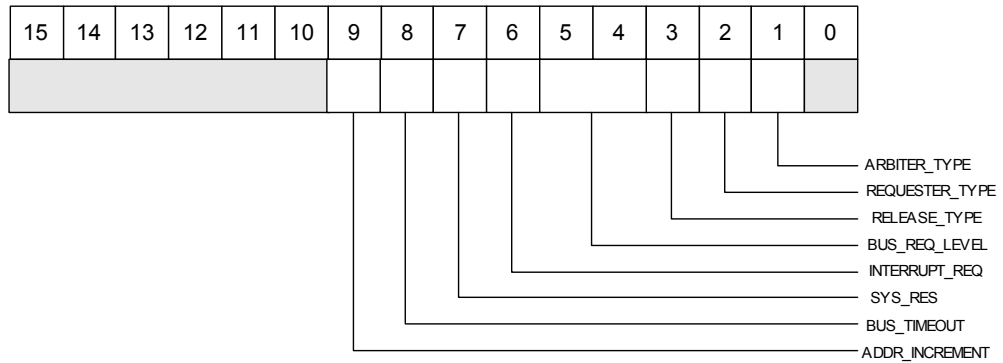 15 14 13 12 11 10 9 8 7 6 5 4 3 2 1 0
ARBITER_TYPE
REQUESTER_TYPE
RELEASE_TYPE
BUS_REQ_LEVEL
INTERRUPT_REQ
SYS_RES
BUS_TIMEOUT
ADDR_INCREMENT